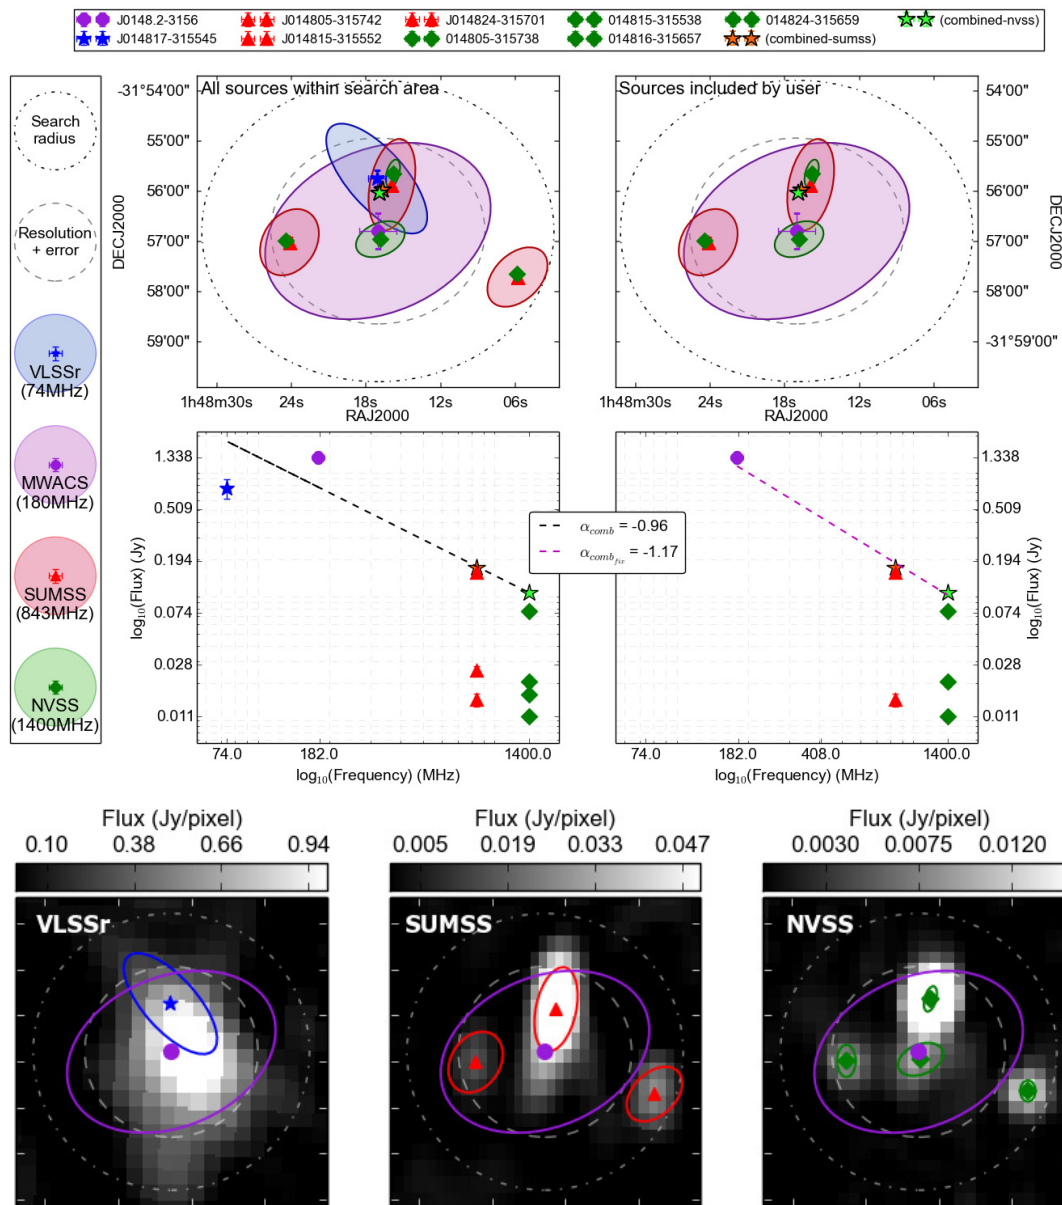 J0148.2-3156 J014805-315742 J014824-315701 014815-315538 014824-315659 (combined-nvss)
J014817-315545 J014815-315552 014805-315738 014816-315657 (combined-sumss)
Search radius
Resolution + error
VLSSr (74MHz)
MWACS (180MHz)
SUMSS (843MHz)
NVSS (1400MHz)
All sources within search area
-31°54'00"
55'00"
56'00"
57'00"
58'00"
59'00"
DECJ2000
1h48m30s 24s 18s 12s 06s
RAJ2000
Sources included by user
-31°54'00"
55'00"
56'00"
57'00"
58'00"
-31°59'00"
DECJ2000
1h48m30s 24s 18s 12s 06s
RAJ2000
1.338
0.509
0.194
0.074
0.028
0.011
log10(Flux) (Jy)
74.0 182.0 1400.0
log10(Frequency) (MHz)
αcomb = -0.96
αcombfix = -1.17
1.338
0.509
0.194
0.074
0.028
0.011
log10(Flux) (Jy)
74.0 182.0 408.0 1400.0
log10(Frequency) (MHz)
Flux (Jy/pixel)
0.10 0.38 0.66 0.94
VLSSr
Flux (Jy/pixel)
0.005 0.019 0.033 0.047
SUMSS
Flux (Jy/pixel)
0.0030 0.0075 0.0120
NVSS